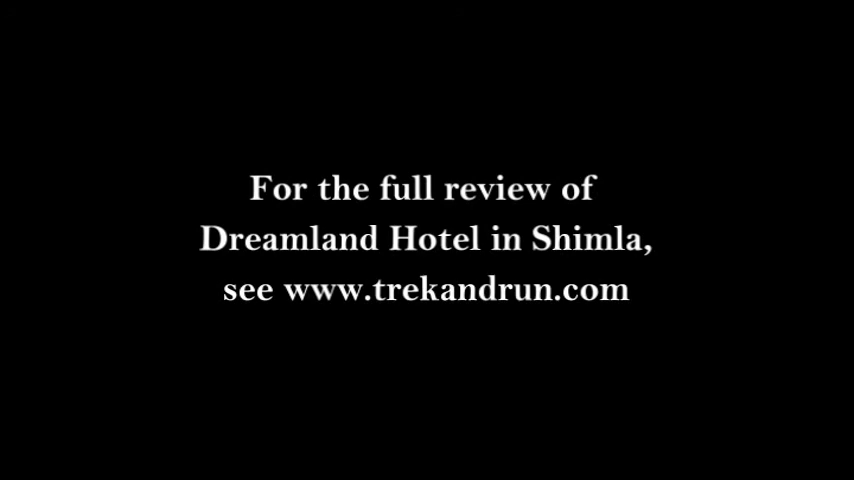 For the full review of
Dreamland Hotel in Shimla,
see www.trekandrun.com